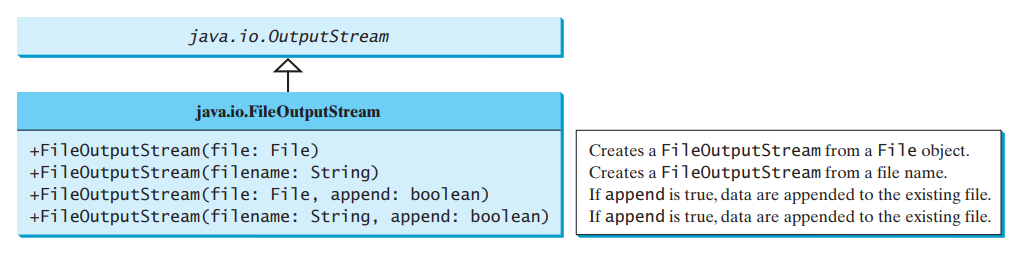 java.io.OutputStream
java.io.FileOutputStream
+FileOutputStream(file: File)
+FileOutputStream(filename: String)
+FileOutputStream(file: File, append: boolean)
+FileOutputStream(filename: String, append: boolean)
Creates a FileOutputStream from a File object.
Creates a FileOutputStream from a file name.
If append is true, data are appended to the existing file.
If append is true, data are appended to the existing file.